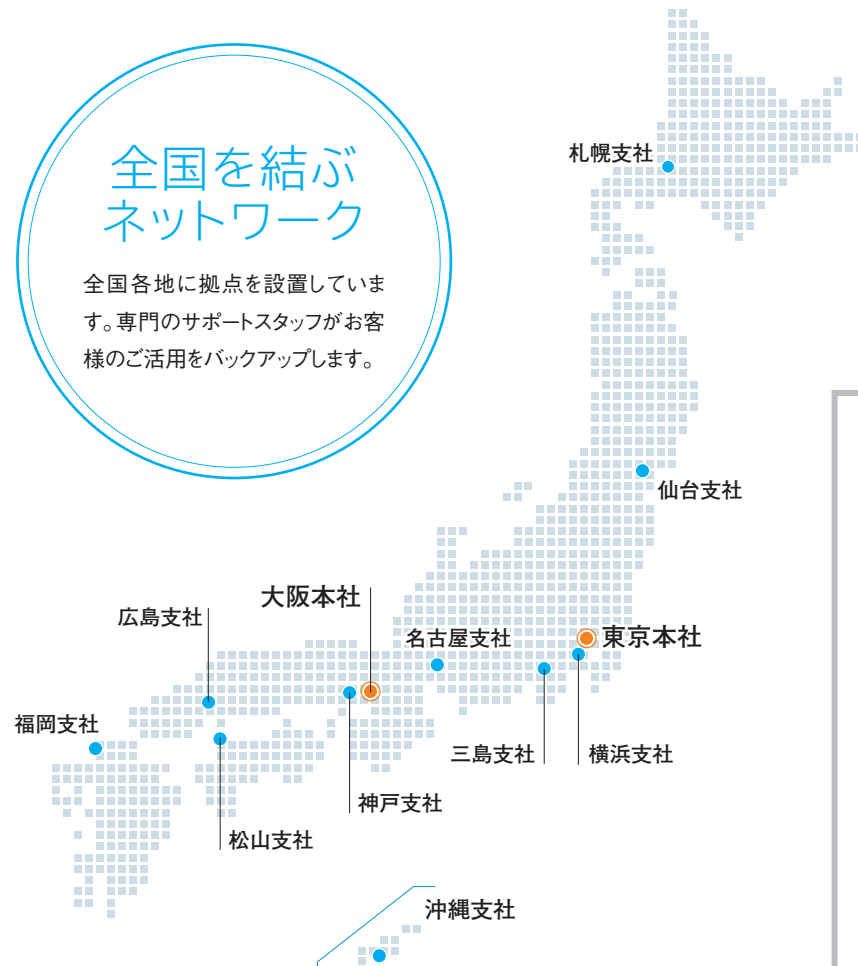 全国を結ぶ
ネットワーク
全国各地に拠点を設置していま
す。専門のサポートスタッフがお客
様のご活用をバックアップします。
札幌支社
仙台支社
大阪本社
広島支社
名古屋支社
東京本社
福岡支社
三島支社
横浜支社
神戸支社
松山支社
沖縄支社